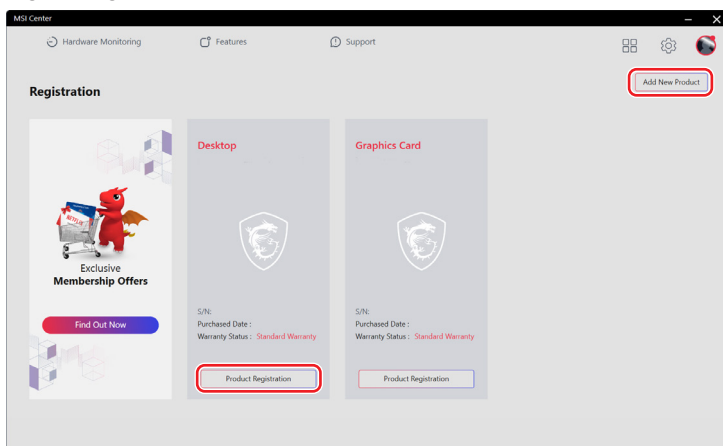 MSI Center
Hardware Monitoring
Features
Support
Registration
Add New Product
Desktop
Graphics Card
NETFLIX
Exclusive
Membership Offers
Find Out Now
S/N:
Purchased Date :
Warranty Status : Standard Warranty
Product Registration
S/N:
Purchased Date :
Warranty Status : Standard Warranty
Product Registration